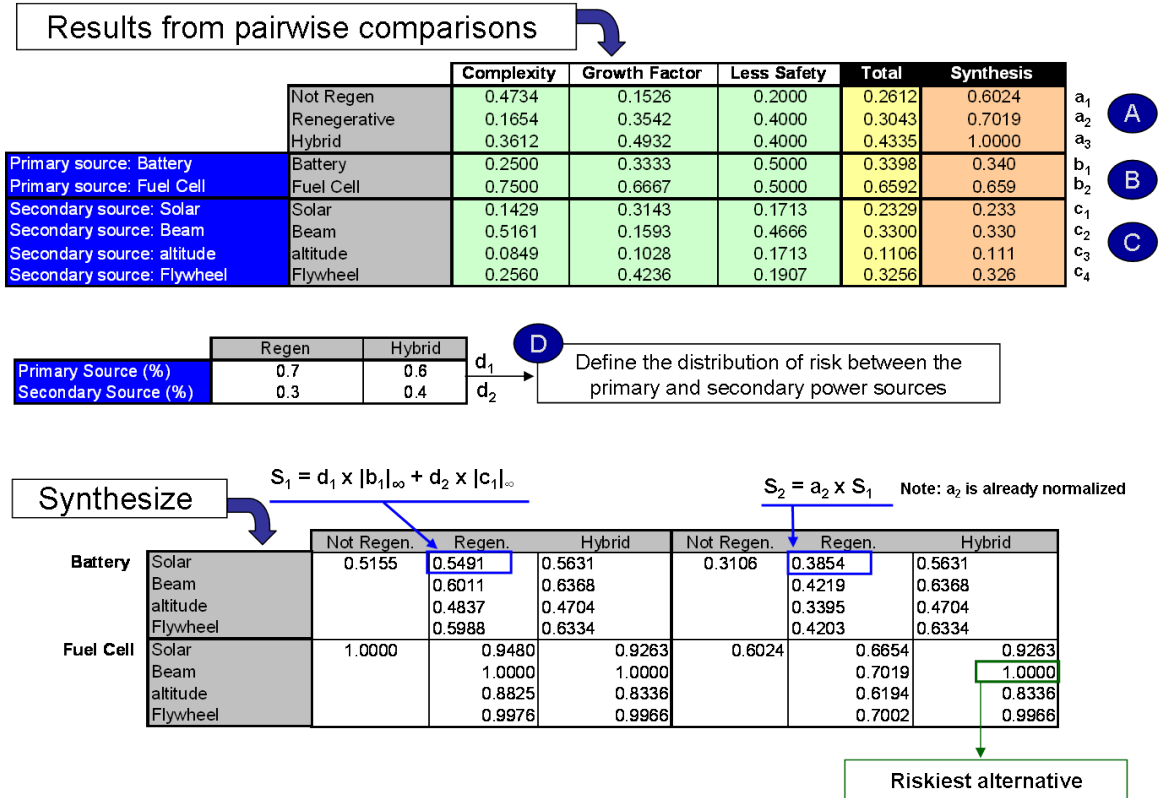 Results from pairwise comparisons
Complexity Growth Factor Less Safety Total Synthesis
Not Regen 0.4734 0.1526 0.2000 0.2612 0.6024 a1
Renegerative 0.1654 0.3542 0.4000 0.3043 0.7019 a2
Hybrid 0.3612 0.4932 0.4000 0.4335 1.0000 a3
A
Primary source: Battery Battery 0.2500 0.3333 0.5000 0.3398 0.340 b1
Primary source: Fuel Cell Fuel Cell 0.7500 0.6667 0.5000 0.6592 0.659 b2
B
Secondary source: Solar Solar 0.1429 0.3143 0.1713 0.2329 0.233 c1
Secondary source: Beam Beam 0.5161 0.1593 0.4666 0.3300 0.330 c2
Secondary source: altitude altitude 0.0849 0.1028 0.1713 0.1106 0.111 c3
Secondary source: Flywheel Flywheel 0.2560 0.4236 0.1907 0.3256 0.326 c4
C
Regen Hybrid
Primary Source (%) 0.7 0.6 d1
Secondary Source (%) 0.3 0.4 d2
D
Define the distribution of risk between the
primary and secondary power sources
Synthesize
S1 = d1 x |b1|∞ + d2 x |c1|∞
S2 = a2 x S1 Note: a2 is already normalized
Not Regen. Regen. Hybrid Not Regen. Regen. Hybrid
Battery Solar 0.5155 0.5491 0.5631 0.3106 0.3854 0.5631
Beam 0.6011 0.6368 0.4219 0.6368
altitude 0.4837 0.4704 0.3395 0.4704
Flywheel 0.5988 0.6334 0.4203 0.6334
Fuel Cell Solar 1.0000 0.9480 0.9263 0.6024 0.6654 0.9263
Beam 1.0000 1.0000 0.7019 1.0000
altitude 0.8825 0.8336 0.6194 0.8336
Flywheel 0.9976 0.9966 0.7002 0.9966
Riskiest alternative